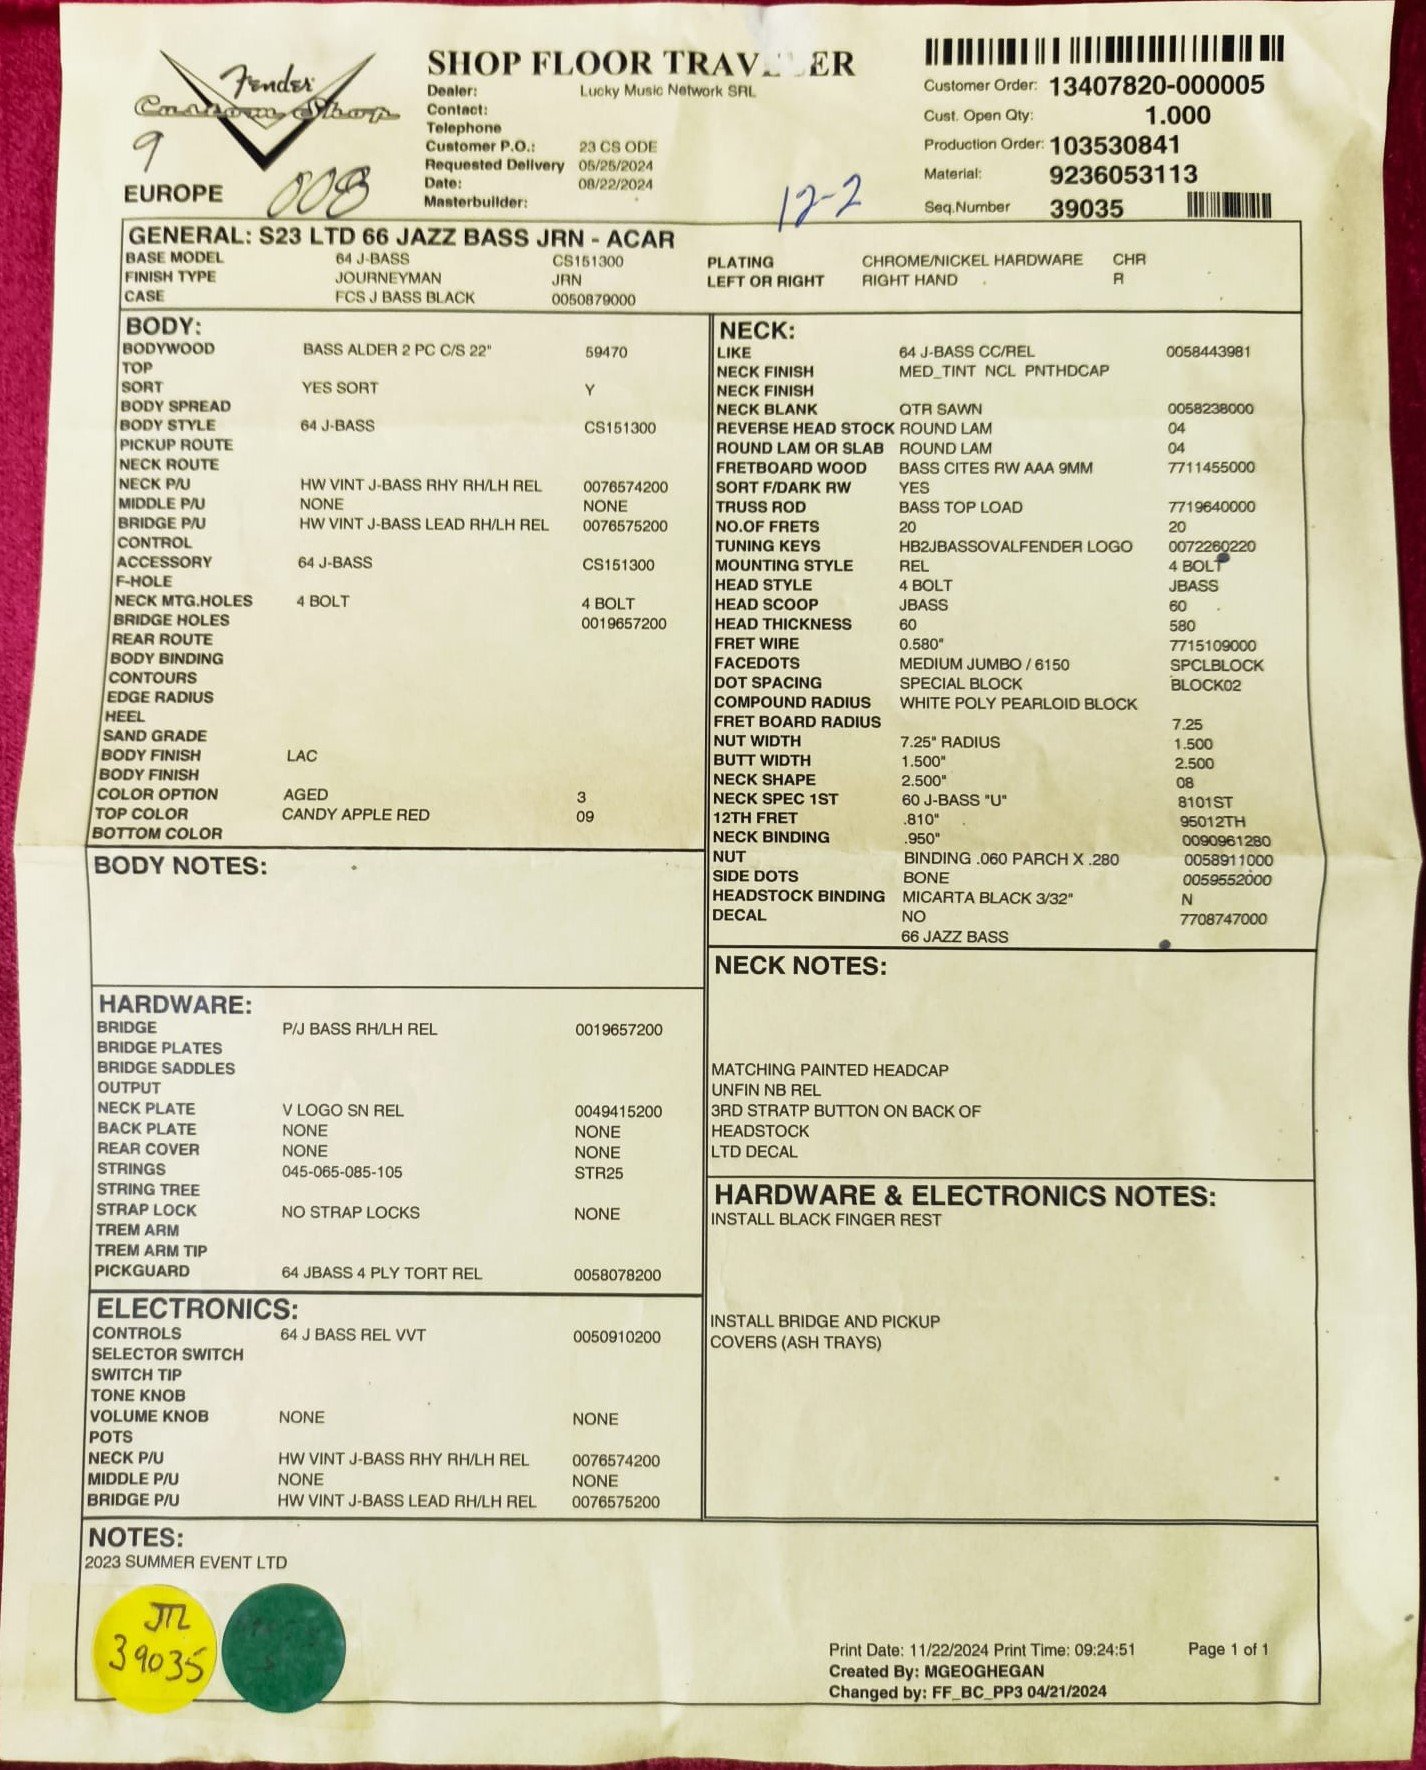 Fender
Custom Shop
9
EUROPE
008
SHOP FLOOR TRAV ER
Dealer: Lucky Music Network SRL
Contact:
Telephone
Customer P.O.: 23 CS ODE
Requested Delivery 05/25/2024
Date: 08/22/2024
Masterbuilder:
12-2
Customer Order: 13407820-000005
Cust. Open Qty: 1.000
Production Order: 103530841
Material: 9236053113
Seq.Number 39035
GENERAL: S23 LTD 66 JAZZ BASS JRN - ACAR
BASE MODEL 64 J-BASS CS151300
FINISH TYPE JOURNEYMAN JRN
CASE FCS J BASS BLACK 0050879000
PLATING CHROME/NICKEL HARDWARE CHR
LEFT OR RIGHT RIGHT HAND R
BODY:
BODYWOOD BASS ALDER 2 PC C/S 22" 59470
TOP
SORT YES SORT Y
BODY SPREAD
BODY STYLE 64 J-BASS CS151300
PICKUP ROUTE
NECK ROUTE
NECK P/U HW VINT J-BASS RHY RH/LH REL 0076574200
MIDDLE P/U NONE NONE
BRIDGE P/U HW VINT J-BASS LEAD RH/LH REL 0076575200
CONTROL
ACCESSORY 64 J-BASS CS151300
F-HOLE
NECK MTG.HOLES 4 BOLT 4 BOLT
BRIDGE HOLES 0019657200
REAR ROUTE
BODY BINDING
CONTOURS
EDGE RADIUS
HEEL
SAND GRADE
BODY FINISH LAC
BODY FINISH
COLOR OPTION AGED 3
TOP COLOR CANDY APPLE RED 09
BOTTOM COLOR
BODY NOTES:
HARDWARE:
BRIDGE P/J BASS RH/LH REL 0019657200
BRIDGE PLATES
BRIDGE SADDLES
OUTPUT
NECK PLATE V LOGO SN REL 0049415200
BACK PLATE NONE NONE
REAR COVER NONE NONE
STRINGS 045-065-085-105 STR25
STRING TREE
STRAP LOCK NO STRAP LOCKS NONE
TREM ARM
TREM ARM TIP
PICKGUARD 64 JBASS 4 PLY TORT REL 0058078200
ELECTRONICS:
CONTROLS 64 J BASS REL VVT 0050910200
SELECTOR SWITCH
SWITCH TIP
TONE KNOB
VOLUME KNOB NONE NONE
POTS
NECK P/U HW VINT J-BASS RHY RH/LH REL 0076574200
MIDDLE P/U NONE NONE
BRIDGE P/U HW VINT J-BASS LEAD RH/LH REL 0076575200
NECK:
LIKE 64 J-BASS CC/REL 0058443981
NECK FINISH MED_TINT NCL PNTHDCAP
NECK FINISH
NECK BLANK QTR SAWN 0058238000
REVERSE HEAD STOCK ROUND LAM 04
ROUND LAM OR SLAB ROUND LAM 04
FRETBOARD WOOD BASS CITES RW AAA 9MM 7711455000
SORT F/DARK RW YES
TRUSS ROD BASS TOP LOAD 7719640000
NO.OF FRETS 20 20
TUNING KEYS HB2JBASSOVALFENDER LOGO 0072260220
MOUNTING STYLE REL 4 BOLT
HEAD STYLE 4 BOLT JBASS
HEAD SCOOP JBASS 60
HEAD THICKNESS 60 580
FRET WIRE 0.580" 7715109000
FACEDOTS MEDIUM JUMBO / 6150 SPCLBLOCK
DOT SPACING SPECIAL BLOCK BLOCK02
COMPOUND RADIUS WHITE POLY PEARLOID BLOCK
FRET BOARD RADIUS 7.25
NUT WIDTH 7.25" RADIUS 1.500
BUTT WIDTH 1.500" 2.500
NECK SHAPE 2.500" 08
NECK SPEC 1ST 60 J-BASS "U" 8101ST
12TH FRET .810" 95012TH
NECK BINDING .950" 0090961280
NUT BINDING .060 PARCH X .280 0058911000
SIDE DOTS BONE 0059552000
HEADSTOCK BINDING MICARTA BLACK 3/32" N
DECAL NO 7708747000
66 JAZZ BASS
NECK NOTES:
MATCHING PAINTED HEADCAP
UNFIN NB REL
3RD STRATP BUTTON ON BACK OF
HEADSTOCK
LTD DECAL
HARDWARE & ELECTRONICS NOTES:
INSTALL BLACK FINGER REST
INSTALL BRIDGE AND PICKUP
COVERS (ASH TRAYS)
NOTES:
2023 SUMMER EVENT LTD
39035
Print Date: 11/22/2024 Print Time: 09:24:51 Page 1 of 1
Created By: MGEOGHEGAN
Changed by: FF_BC_PP3 04/21/2024